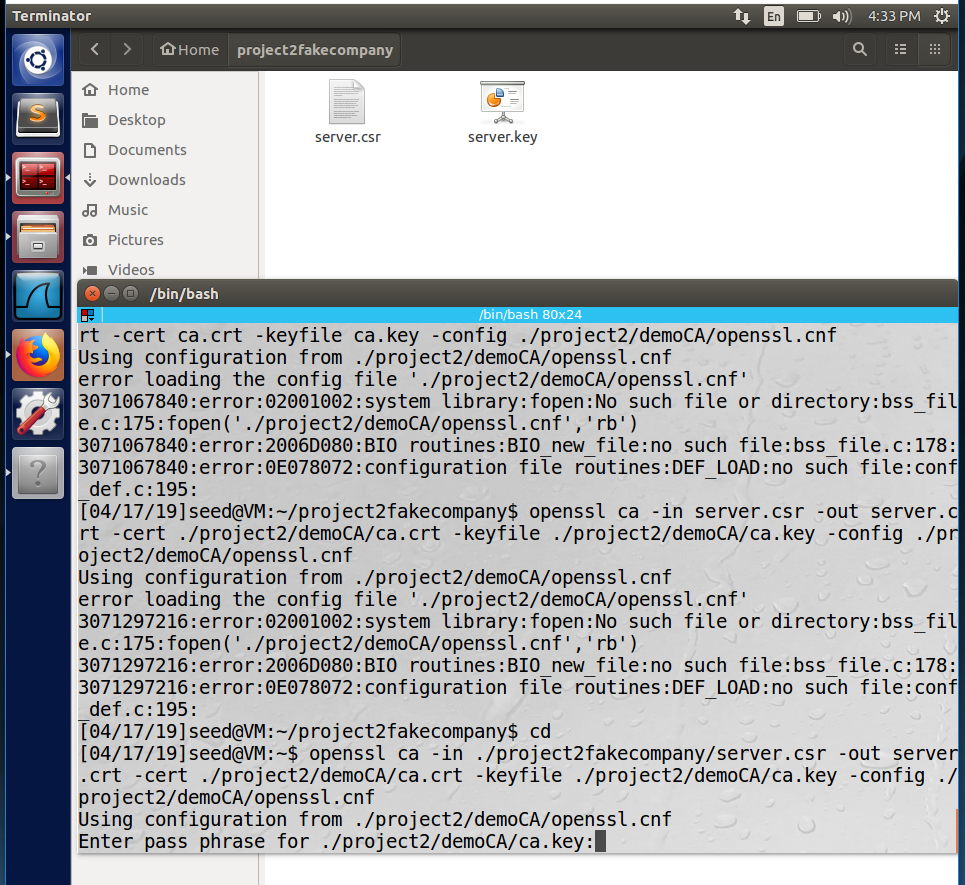 Terminator
En
4:33 PM
Home
project2fakecompany
Home
Desktop
Documents
Downloads
Music
Pictures
Videos
server.csr
server.key
/bin/bash
/bin/bash 80x24
rt -cert ca.crt -keyfile ca.key -config ./project2/demoCA/openssl.cnf
Using configuration from ./project2/demoCA/openssl.cnf
error loading the config file './project2/demoCA/openssl.cnf'
3071067840:error:02001002:system library:fopen:No such file or directory:bss_fil
e.c:175:fopen('./project2/demoCA/openssl.cnf','rb')
3071067840:error:2006D080:BIO routines:BIO_new_file:no such file:bss_file.c:178:
3071067840:error:0E078072:configuration file routines:DEF_LOAD:no such file:conf
_def.c:195:
[04/17/19]seed@VM:~/project2fakecompany$ openssl ca -in server.csr -out server.c
rt -cert ./project2/demoCA/ca.crt -keyfile ./project2/demoCA/ca.key -config ./pr
oject2/demoCA/openssl.cnf
Using configuration from ./project2/demoCA/openssl.cnf
error loading the config file './project2/demoCA/openssl.cnf'
3071297216:error:02001002:system library:fopen:No such file or directory:bss_fil
e.c:175:fopen('./project2/demoCA/openssl.cnf','rb')
3071297216:error:2006D080:BIO routines:BIO_new_file:no such file:bss_file.c:178:
3071297216:error:0E078072:configuration file routines:DEF_LOAD:no such file:conf
_def.c:195:
[04/17/19]seed@VM:~/project2fakecompany$ cd
[04/17/19]seed@VM:~$ openssl ca -in ./project2fakecompany/server.csr -out server
.crt -cert ./project2/demoCA/ca.crt -keyfile ./project2/demoCA/ca.key -config ./
project2/demoCA/openssl.cnf
Using configuration from ./project2/demoCA/openssl.cnf
Enter pass phrase for ./project2/demoCA/ca.key: